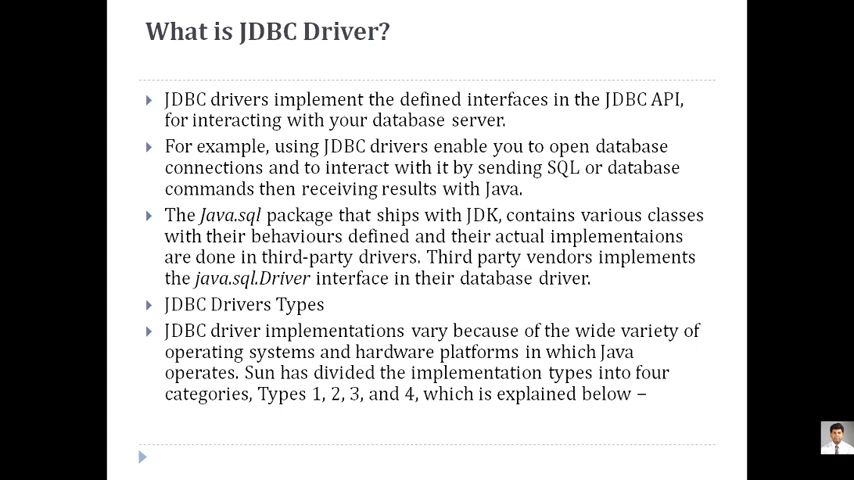 What is JDBC Driver?
JDBC drivers implement the defined interfaces in the JDBC API,
for interacting with your database server.
For example, using JDBC drivers enable you to open database
connections and to interact with it by sending SQL or database
commands then receiving results with Java.
The Java.sql package that ships with JDK, contains various classes
with their behaviours defined and their actual implementaions
are done in third-party drivers. Third party vendors implements
the java.sql.Driver interface in their database driver.
JDBC Drivers Types
JDBC driver implementations vary because of the wide variety of
operating systems and hardware platforms in which Java
operates. Sun has divided the implementation types into four
categories, Types 1, 2, 3, and 4, which is explained below −